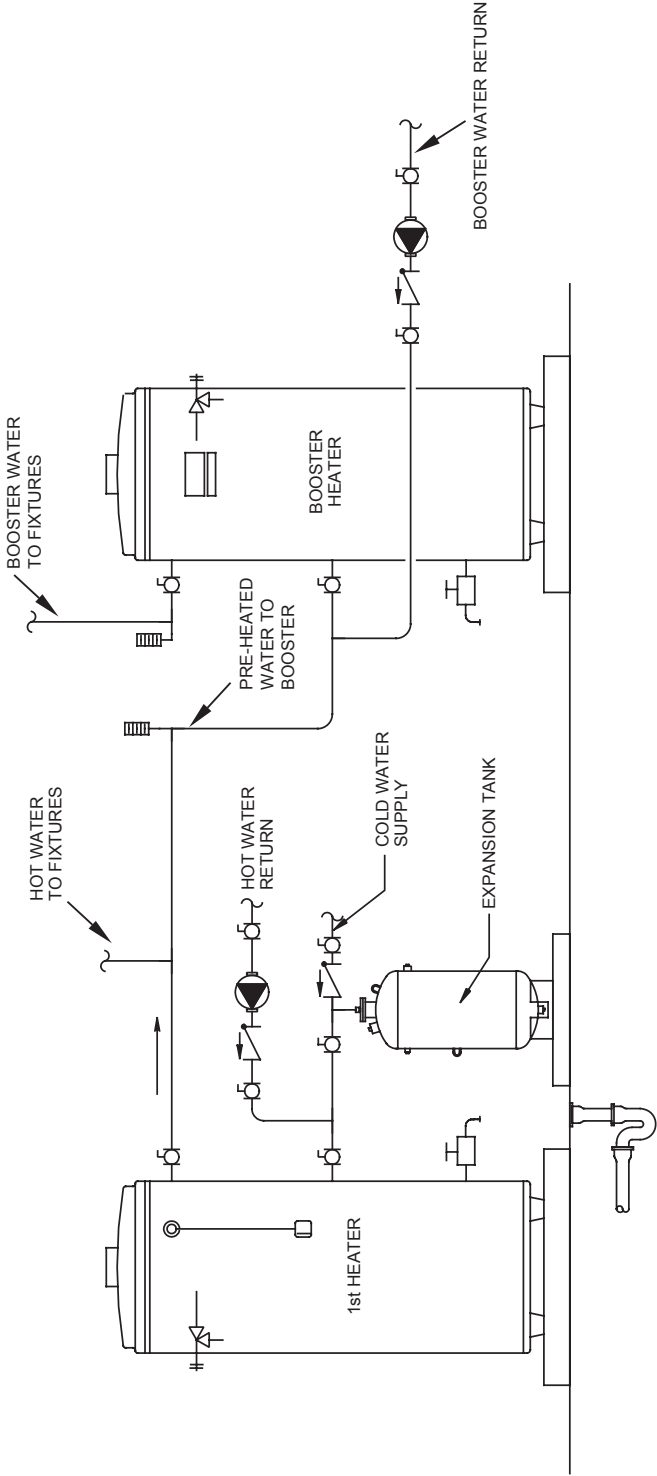 HOT WATER
TO FIXTURES
BOOSTER WATER
TO FIXTURES
PRE-HEATED
WATER TO
BOOSTER
HOT WATER
RETURN
COLD WATER
SUPPLY
1st HEATER
EXPANSION TANK
BOOSTER
HEATER
BOOSTER WATER RETURN